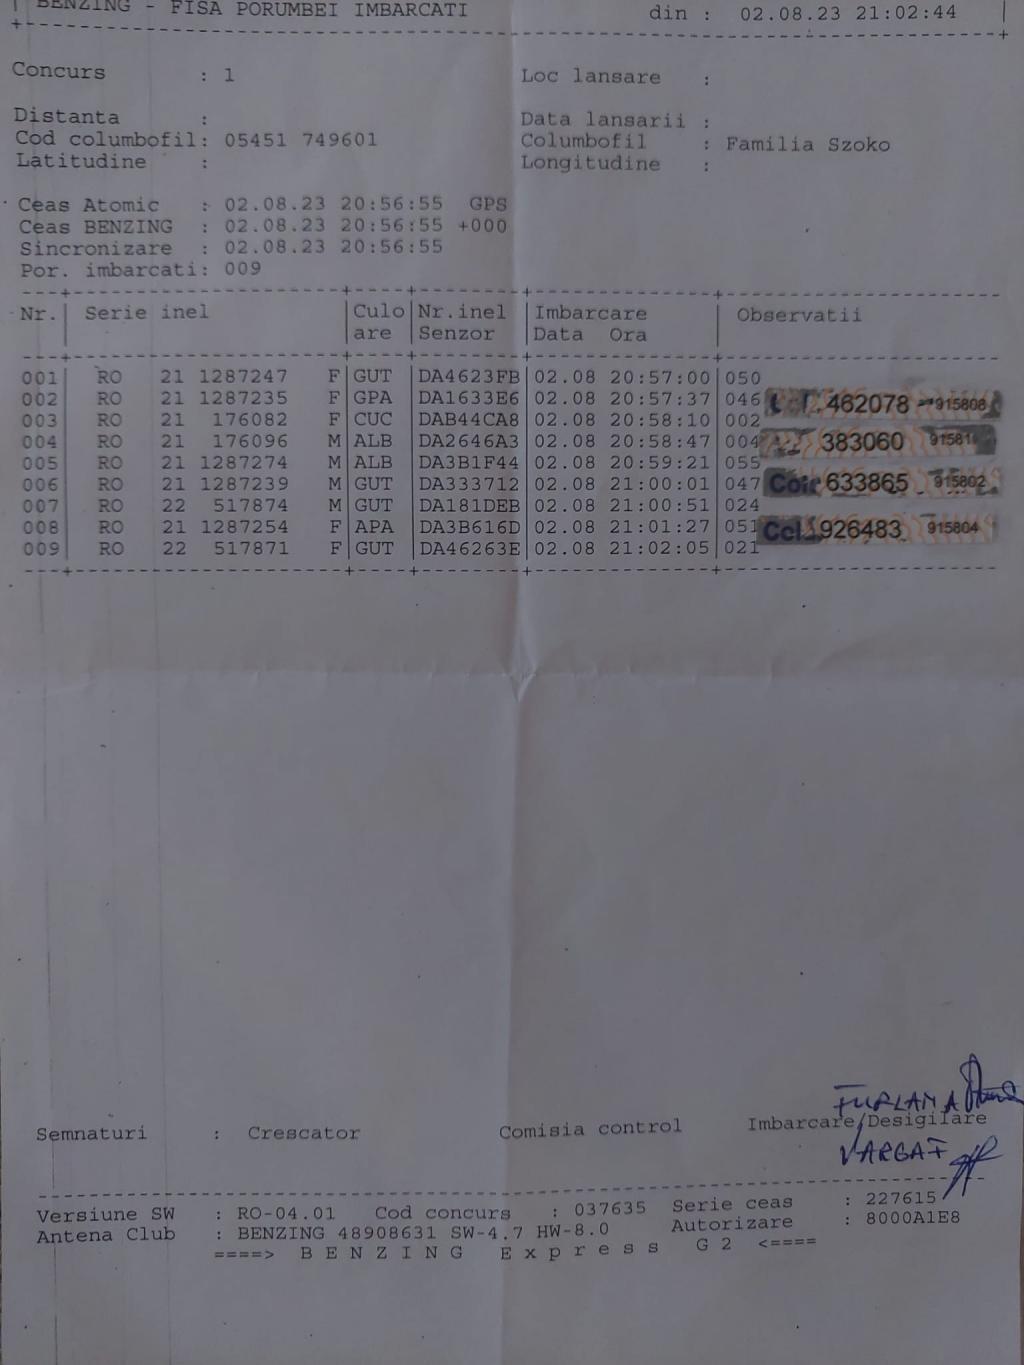 BENZING - FISA PORUMBEI IMBARCATI din : 02.08.23 21:02:44
Concurs : 1 Loc lansare :
Distanta : Data lansarii :
Cod columbofil: 05451 749601 Columbofil : Familia Szoko
Latitudine : Longitudine :
Ceas Atomic : 02.08.23 20:56:55 GPS
Ceas BENZING : 02.08.23 20:56:55 +000
Sincronizare : 02.08.23 20:56:55
Por. imbarcati: 009
Nr. Serie inel Culo Nr.inel Imbarcare Observatii
are Senzor Data Ora
001 RO 21 1287247 F GUT DA4623FB 02.08 20:57:00 050
002 RO 21 1287235 F GPA DA1633E6 02.08 20:57:37 046 462078 915808
003 RO 21 176082 F CUC DAB44CA8 02.08 20:58:10 002
004 RO 21 176096 M ALB DA2646A3 02.08 20:58:47 004 383060
005 RO 21 1287274 M ALB DA3B1F44 02.08 20:59:21 055
006 RO 21 1287239 M GUT DA333712 02.08 21:00:01 047 633865 915802
007 RO 22 517874 M GUT DA181DEB 02.08 21:00:51 024
008 RO 21 1287254 F APA DA3B616D 02.08 21:01:27 051 926483 915804
009 RO 22 517871 F GUT DA46263E 02.08 21:02:05 021
FURLAN A
Semnaturi : Crescator Comisia control Imbarcare/Desigilare
VARGA F
Versiune SW : RO-04.01 Cod concurs : 037635 Serie ceas : 227615
Antena Club : BENZING 48908631 SW-4.7 HW-8.0 Autorizare : 8000A1E8
====> B E N Z I N G E x p r e s s G 2 <====